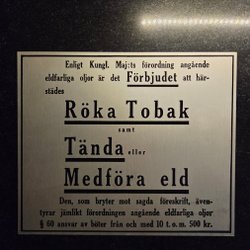 Enligt Kungl. Maj:ts förordning angående
eldfarliga oljor är det Förbjudet att här-
städes
Röka Tobak
samt
Tända eller
Medföra eld
Den, som bryter mot sagda föreskrift, även-
tyrar jämlikt förordningen angående eldfarliga oljor
§ 60 ansvar av böter från och med 10 t. o. m. 500 kr.